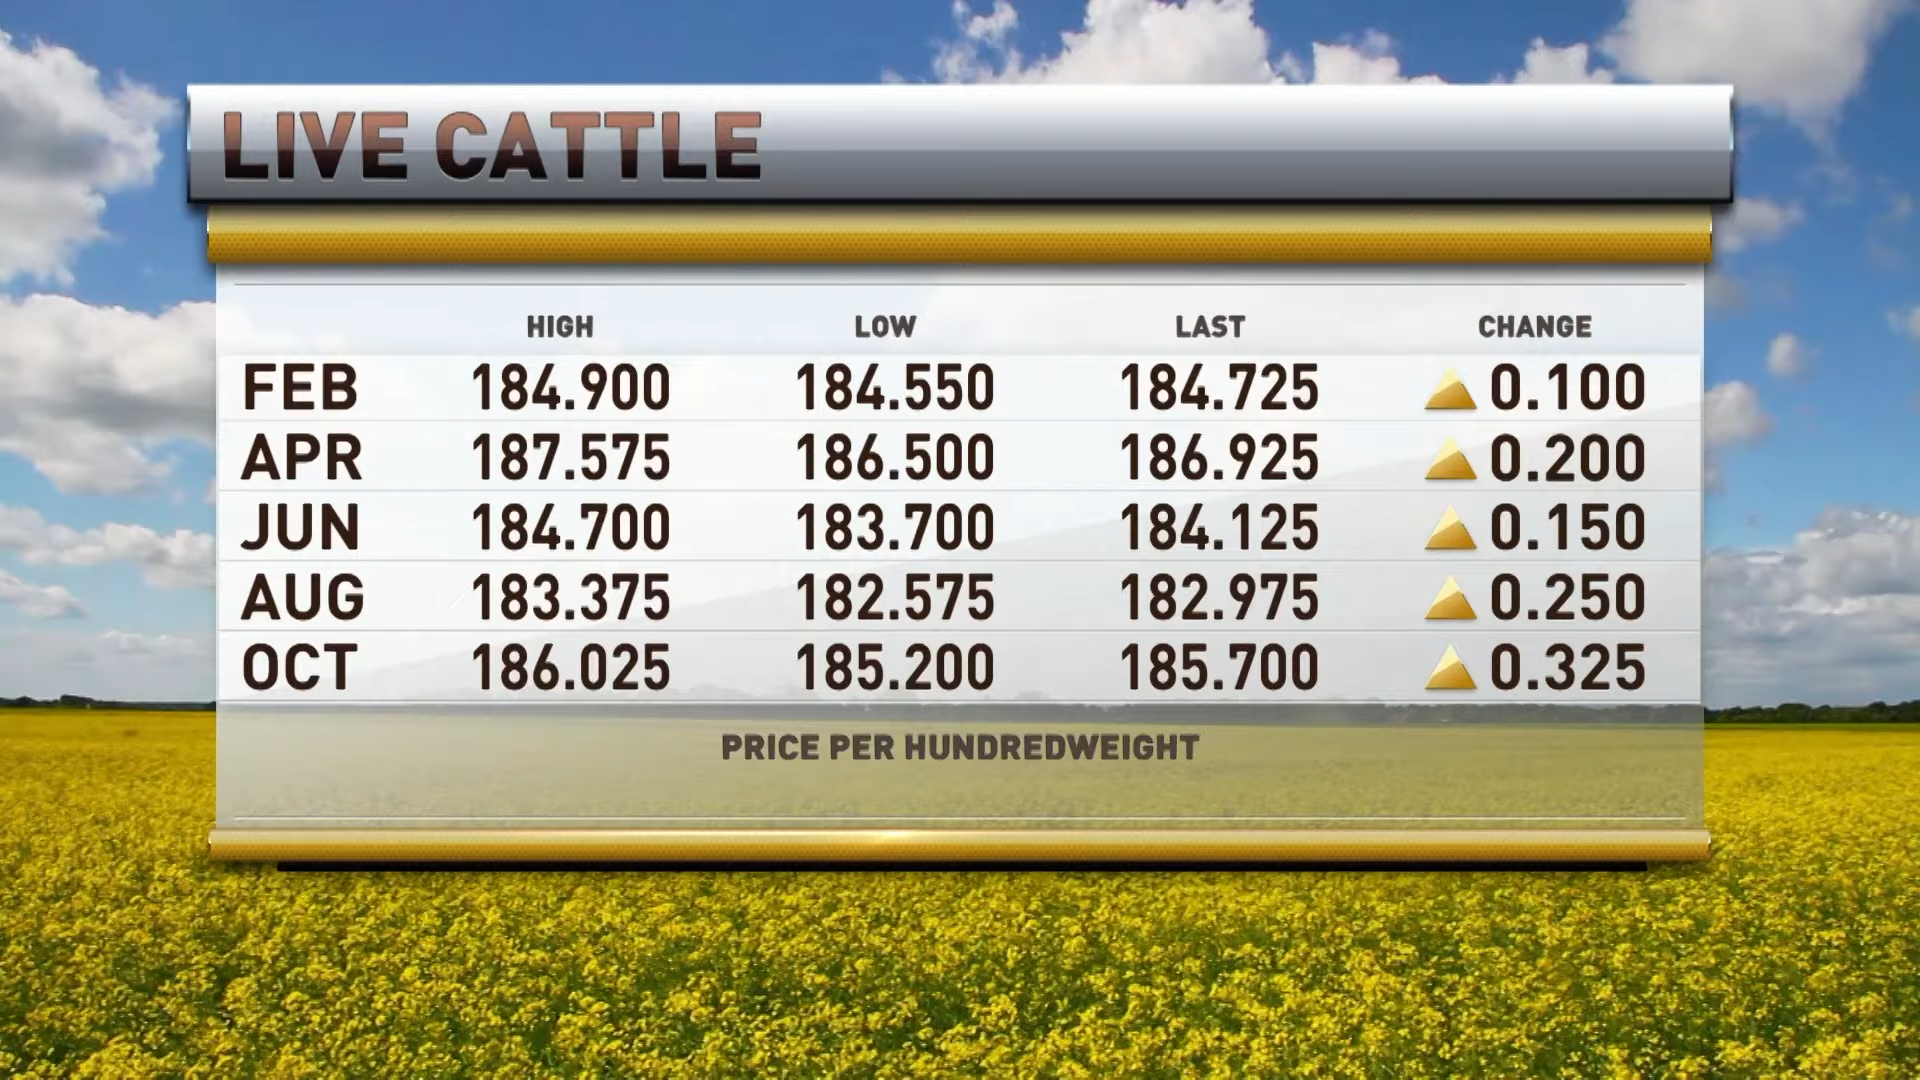 LIVE CATTLE
HIGH LOW LAST CHANGE
FEB 184.900 184.550 184.725 0.100
APR 187.575 186.500 186.925 0.200
JUN 184.700 183.700 184.125 0.150
AUG 183.375 182.575 182.975 0.250
OCT 186.025 185.200 185.700 0.325
PRICE PER HUNDREDWEIGHT